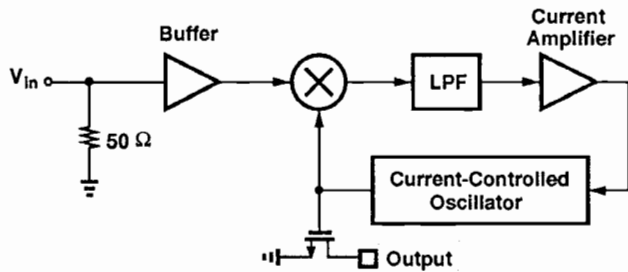 Current
Amplifier
Buffer
Vin
LPF
50 Ω
Current-Controlled
Oscillator
Output